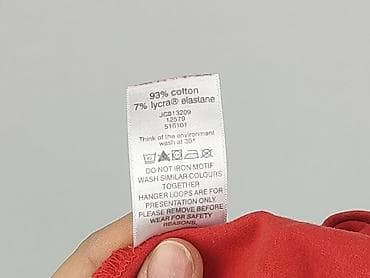 93% cotton
7% lycra® elastane
JC813209
12579
516101
Think of the environment
wash at 30°
DO NOT IRON MOTIF
WASH SIMILAR COLOURS
TOGETHER
HANGER LOOPS ARE FOR
PRESENTATION ONLY.
PLEASE REMOVE BEFORE
WEAR FOR SAFETY
REASONS.